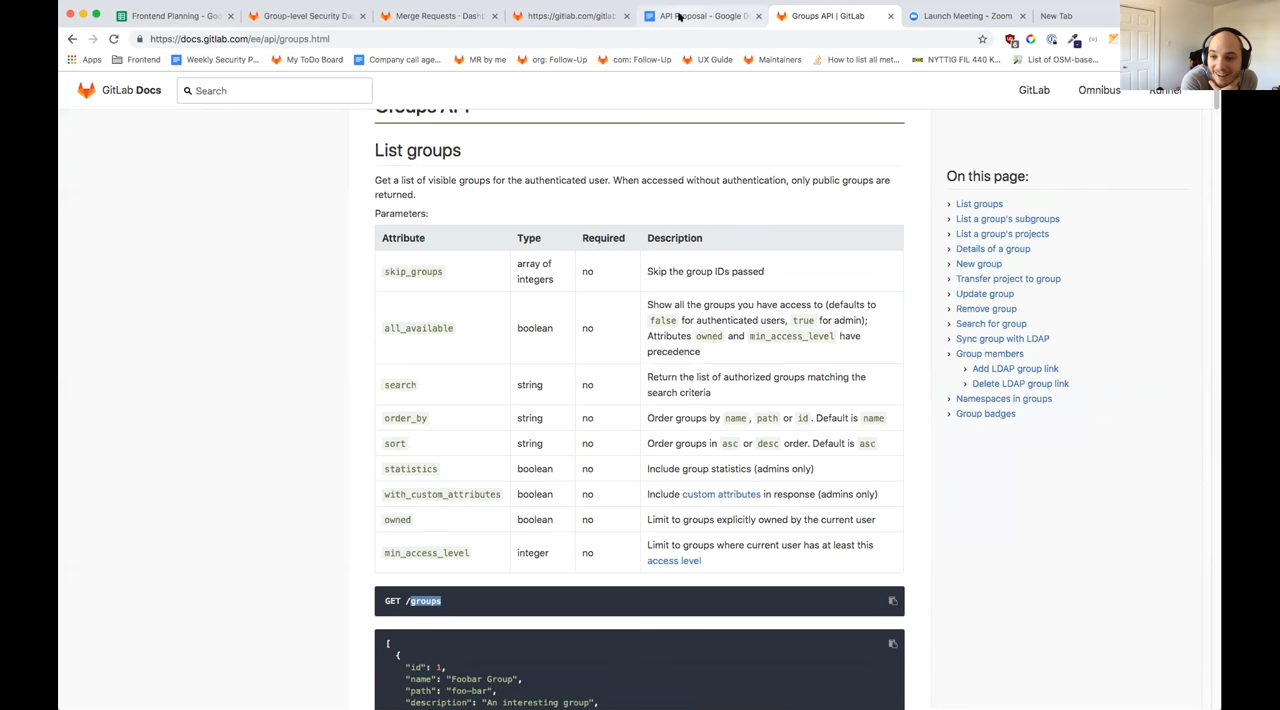 Frontend Planning - Goo
Group-level Security Da
Merge Requests · Dashb
https://gitlab.com/gitlab
API Proposal - Google D
Groups API | GitLab
Launch Meeting - Zoom
New Tab
https://docs.gitlab.com/ee/api/groups.html
Apps
Frontend
Weekly Security P...
My ToDo Board
Company call age...
MR by me
org: Follow-Up
com: Follow-Up
UX Guide
Maintainers
How to list all met...
NYTTIG FIL 440 K...
List of OSM-base...
GitLab Docs
Search
GitLab
Omnibus
Runner
Groups API
List groups
Get a list of visible groups for the authenticated user. When accessed without authentication, only public groups are
returned.
Parameters:
Attribute Type Required Description
skip_groups array of integers no Skip the group IDs passed
all_available boolean no Show all the groups you have access to (defaults to
false for authenticated users, true for admin);
Attributes owned and min_access_level have
precedence
search string no Return the list of authorized groups matching the
search criteria
order_by string no Order groups by name, path or id. Default is name
sort string no Order groups in asc or desc order. Default is asc
statistics boolean no Include group statistics (admins only)
with_custom_attributes boolean no Include custom attributes in response (admins only)
owned boolean no Limit to groups explicitly owned by the current user
min_access_level integer no Limit to groups where current user has at least this
access level
GET /groups
[
{
"id": 1,
"name": "Foobar Group",
"path": "foo-bar",
"description": "An interesting group",
On this page:
List groups
List a group's subgroups
List a group's projects
Details of a group
New group
Transfer project to group
Update group
Remove group
Search for group
Sync group with LDAP
Group members
Add LDAP group link
Delete LDAP group link
Namespaces in groups
Group badges